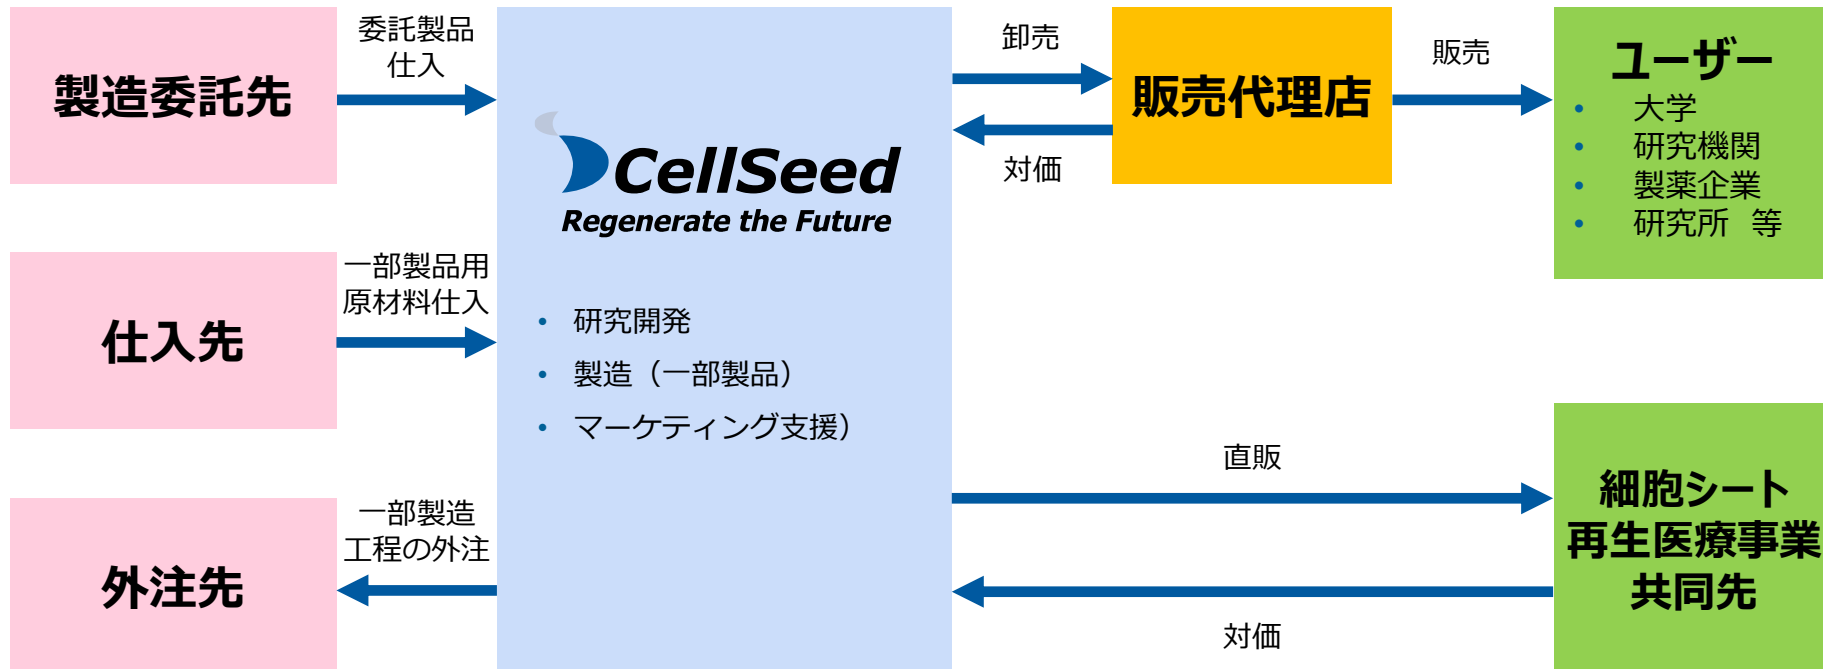 製造委託先
委託製品
仕入
仕入先
一部製品用
原材料仕入
外注先
一部製造
工程の外注
CellSeed
Regenerate the Future
• 研究開発
• 製造（一部製品）
• マーケティング支援）
卸売
対価
販売代理店
販売
ユーザー
• 大学
• 研究機関
• 製薬企業
• 研究所 等
直販
対価
細胞シート
再生医療事業
共同先